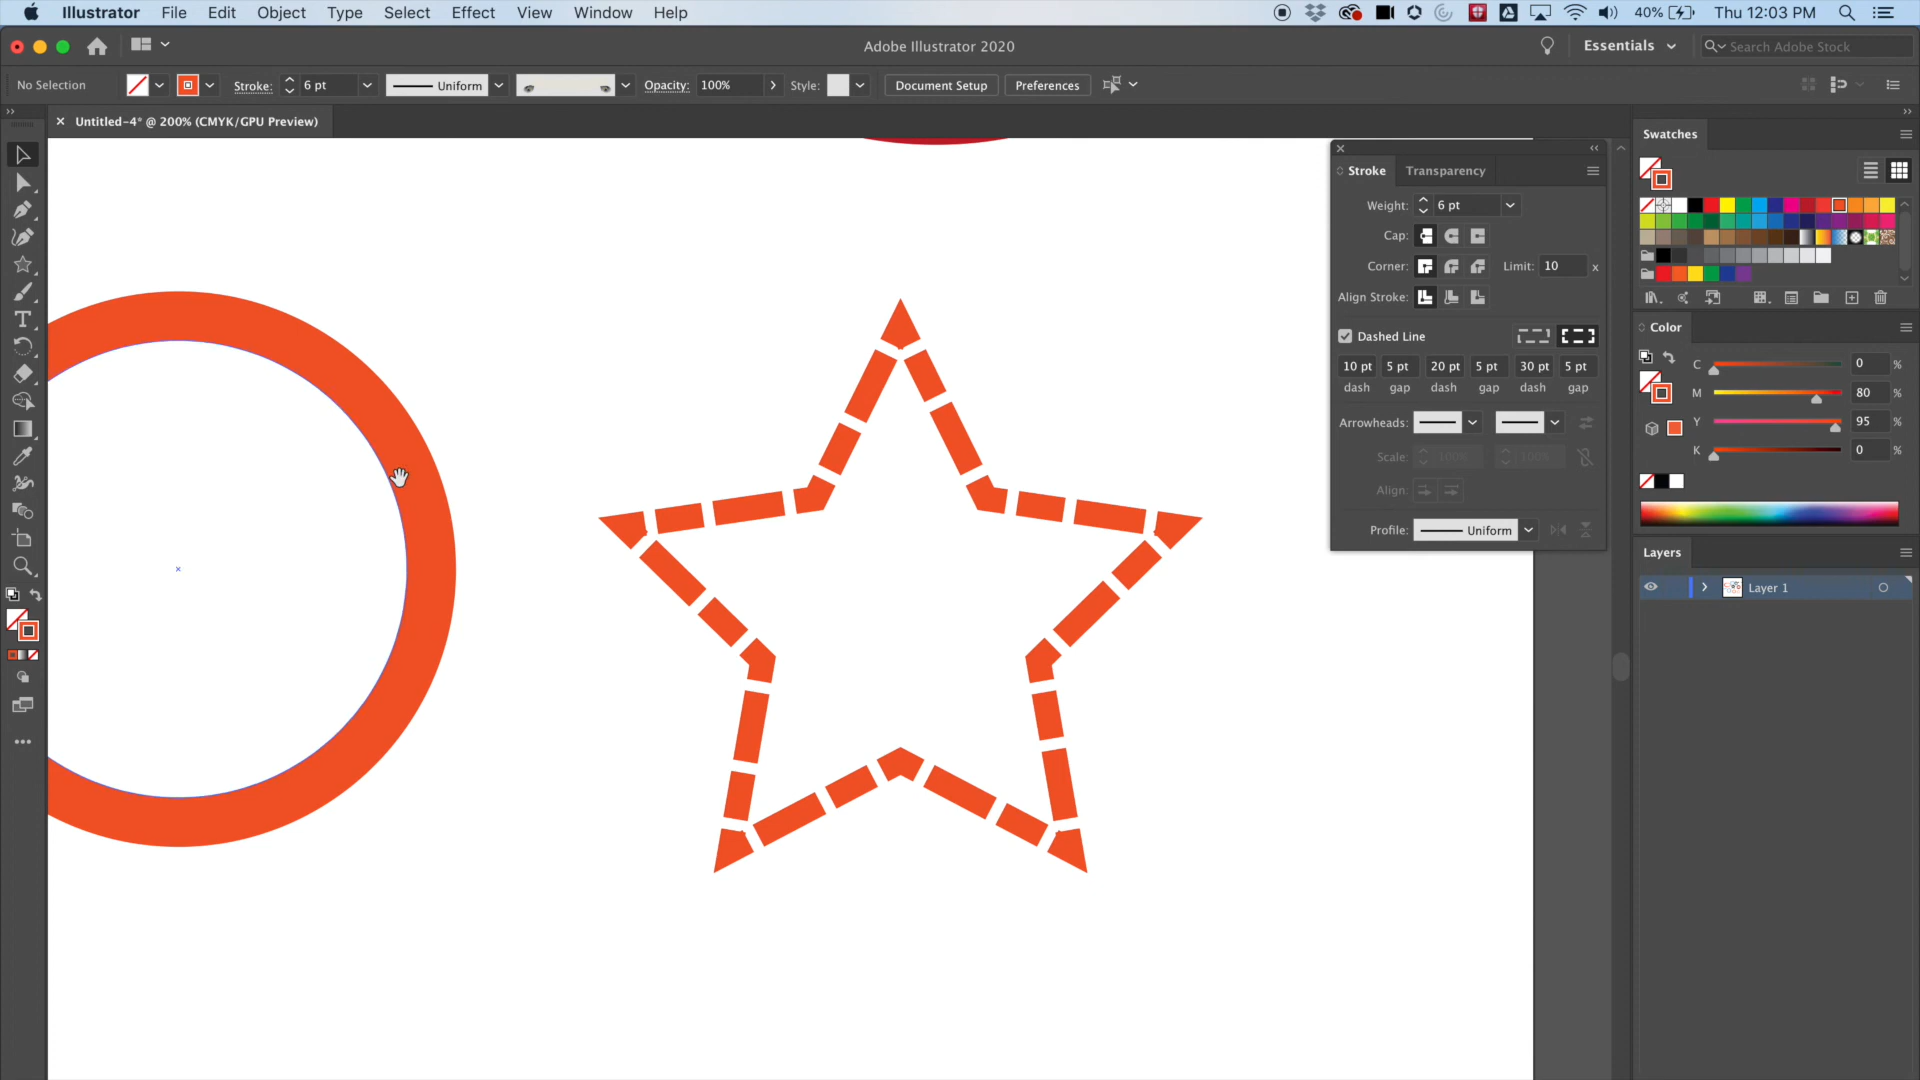 Illustrator File Edit Object Type Select Effect View Window Help 40% Thu 12:03 PM
Adobe Illustrator 2020 Essentials Search Adobe Stock
No Selection Stroke: 6 pt Uniform Opacity: 100% Style: Document Setup Preferences
× Untitled-4* @ 200% (CMYK/GPU Preview)
Swatches
Stroke Transparency
Weight: 6 pt
Cap:
Corner: Limit: 10 x
Align Stroke:
Dashed Line
10 pt 5 pt 20 pt 5 pt 30 pt 5 pt
dash gap dash gap dash gap
Arrowheads:
Scale: 100% 100%
Align:
Profile: Uniform
Color
C 0 %
M 80 %
Y 95 %
K 0 %
Layers
Layer 1